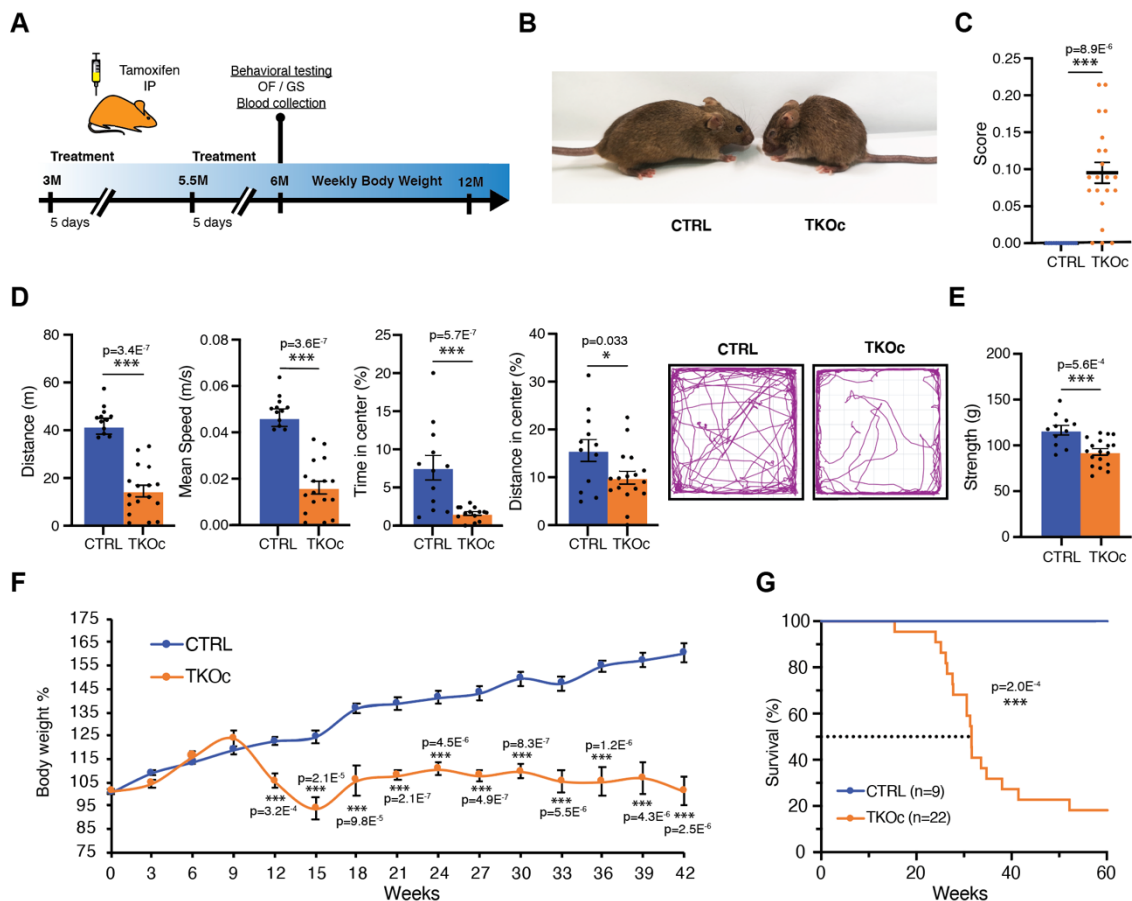 A
Tamoxifen
IP
Behavioral testing
OF / GS
Blood collection
Treatment
Treatment
3M
5.5M
6M
Weekly Body Weight
12M
5 days
5 days
B
CTRL
TKOc
C
p=8.9E-6
***
0.25
0.20
0.15
0.10
0.05
0.00
Score
CTRL TKOc
D
80
60
40
20
0
Distance (m)
p=3.4E-7
***
CTRL TKOc
0.08
0.06
0.04
0.02
0.00
Mean Speed (m/s)
p=3.6E-7
***
CTRL TKOc
25
20
15
10
5
0
Time in center (%)
p=5.7E-7
***
CTRL TKOc
40
30
20
10
0
Distance in center (%)
p=0.033
*
CTRL TKOc
CTRL
TKOc
E
200
150
100
50
0
Strength (g)
p=5.6E-4
***
CTRL TKOc
F
175
165
155
145
135
125
115
105
95
85
75
Body weight %
CTRL
TKOc
***
p=3.2E-4
p=2.1E-5
***
***
p=9.8E-5
***
p=2.1E-7
p=4.5E-6
***
***
p=4.9E-7
p=8.3E-7
***
***
p=5.5E-6
p=1.2E-6
***
***
p=4.3E-6
***
p=2.5E-6
0 3 6 9 12 15 18 21 24 27 30 33 36 39 42
Weeks
G
100
80
60
40
20
0
Survival (%)
p=2.0E-4
***
CTRL (n=9)
TKOc (n=22)
0 20 40 60
Weeks